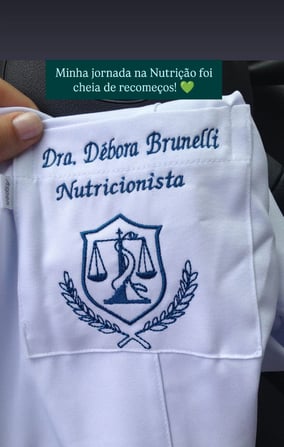 Minha jornada na Nutrição foi
cheia de recomeços! 💚
Dra. Débora Brunelli
Nutricionista